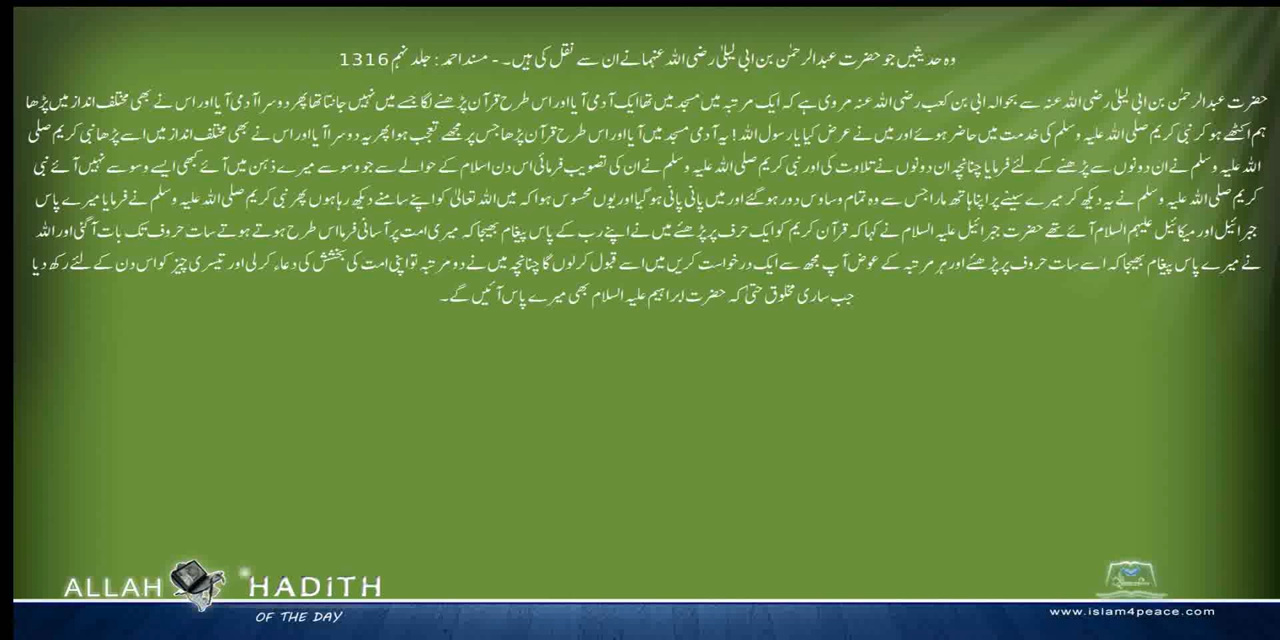 وہ حدیثیں جو حضرت عبدالرحمٰن بن ابی لیلیٰ رضی اللہ عنہما نے ان سے نقل کی ہیں۔ - مسند احمد : جلد نہم 1316
حضرت عبدالرحمٰن بن ابی لیلیٰ رضی اللہ عنہ سے بحوالہ ابی بن کعب رضی اللہ عنہ مروی ہے کہ ایک مرتبہ میں مسجد میں تھا ایک آدمی آیا اور اس طرح قرآن پڑھنے لگا جسے میں نہیں جانتا تھا پھر دوسرا آدمی آیا اور اس نے بھی مختلف انداز میں پڑھا
ہم اکٹھے ہو کر نبی کریم صلی اللہ علیہ وسلم کی خدمت میں حاضر ہوئے اور میں نے عرض کیا یا رسول اللہ! یہ آدمی مسجد میں آیا اور اس طرح قرآن پڑھا جس پر مجھے تعجب ہوا پھر یہ دوسرا آیا اور اس نے بھی مختلف انداز میں اسے پڑھا نبی کریم صلی
اللہ علیہ وسلم نے ان دونوں سے پڑھنے کے لئے فرمایا چنانچہ ان دونوں نے تلاوت کی اور نبی کریم صلی اللہ علیہ وسلم نے ان کی تصویب فرمائی اس دن اسلام کے حوالے سے جو وسوسے میرے ذہن میں آئے کبھی ایسے وسوسے نہیں آئے نبی
کریم صلی اللہ علیہ وسلم نے یہ دیکھ کر میرے سینے پر اپنا ہاتھ مارا جس سے وہ تمام وساوس دور ہوگئے اور میں پانی پانی ہوگیا اور یوں محسوس ہوا کہ میں اللہ تعالیٰ کو اپنے سامنے دیکھ رہا ہوں پھر نبی کریم صلی اللہ علیہ وسلم نے فرمایا میرے پاس
جبرائیل اور میکائیل علیہم السلام آئے تھے حضرت جبرائیل علیہ السلام نے کہا کہ قرآن کریم کو ایک حرف پر پڑھئے میں نے اپنے رب کے پاس پیغام بھیجا کہ میری امت پر آسانی فرما اس طرح ہوتے ہوتے سات حروف تک بات آگئی اور اللہ
نے میرے پاس پیغام بھیجا کہ اسے سات حروف پر پڑھئے اور ہر مرتبہ کے عوض آپ مجھ سے ایک درخواست کریں میں اسے قبول کرلوں گا چنانچہ میں نے دو مرتبہ تو اپنی امت کی بخشش کی دعاء کرلی اور تیسری چیز کو اس دن کے لئے رکھ دیا
جب ساری مخلوق حتیٰ کہ حضرت ابراہیم علیہ السلام بھی میرے پاس آئیں گے۔
ALLAH HADiTH
OF THE DAY
www.islam4peace.com